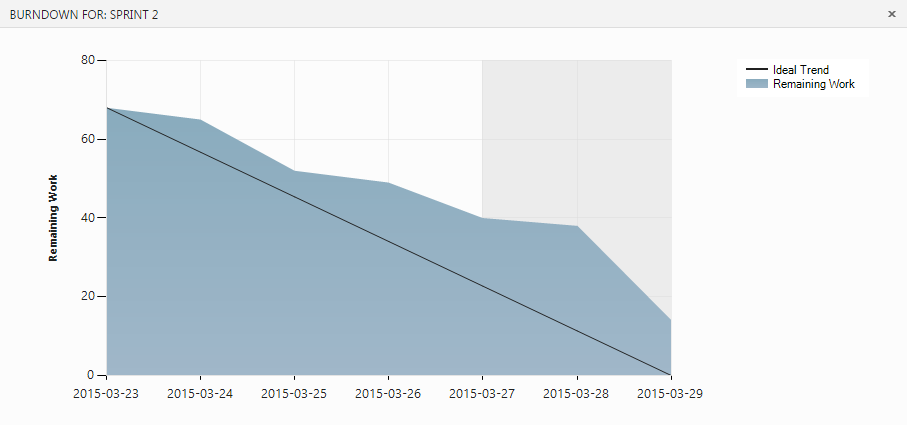 BURNDOWN FOR: SPRINT 2
×
80
60
40
20
0
Remaining Work
2015-03-23 2015-03-24 2015-03-25 2015-03-26 2015-03-27 2015-03-28 2015-03-29
Ideal Trend
Remaining Work